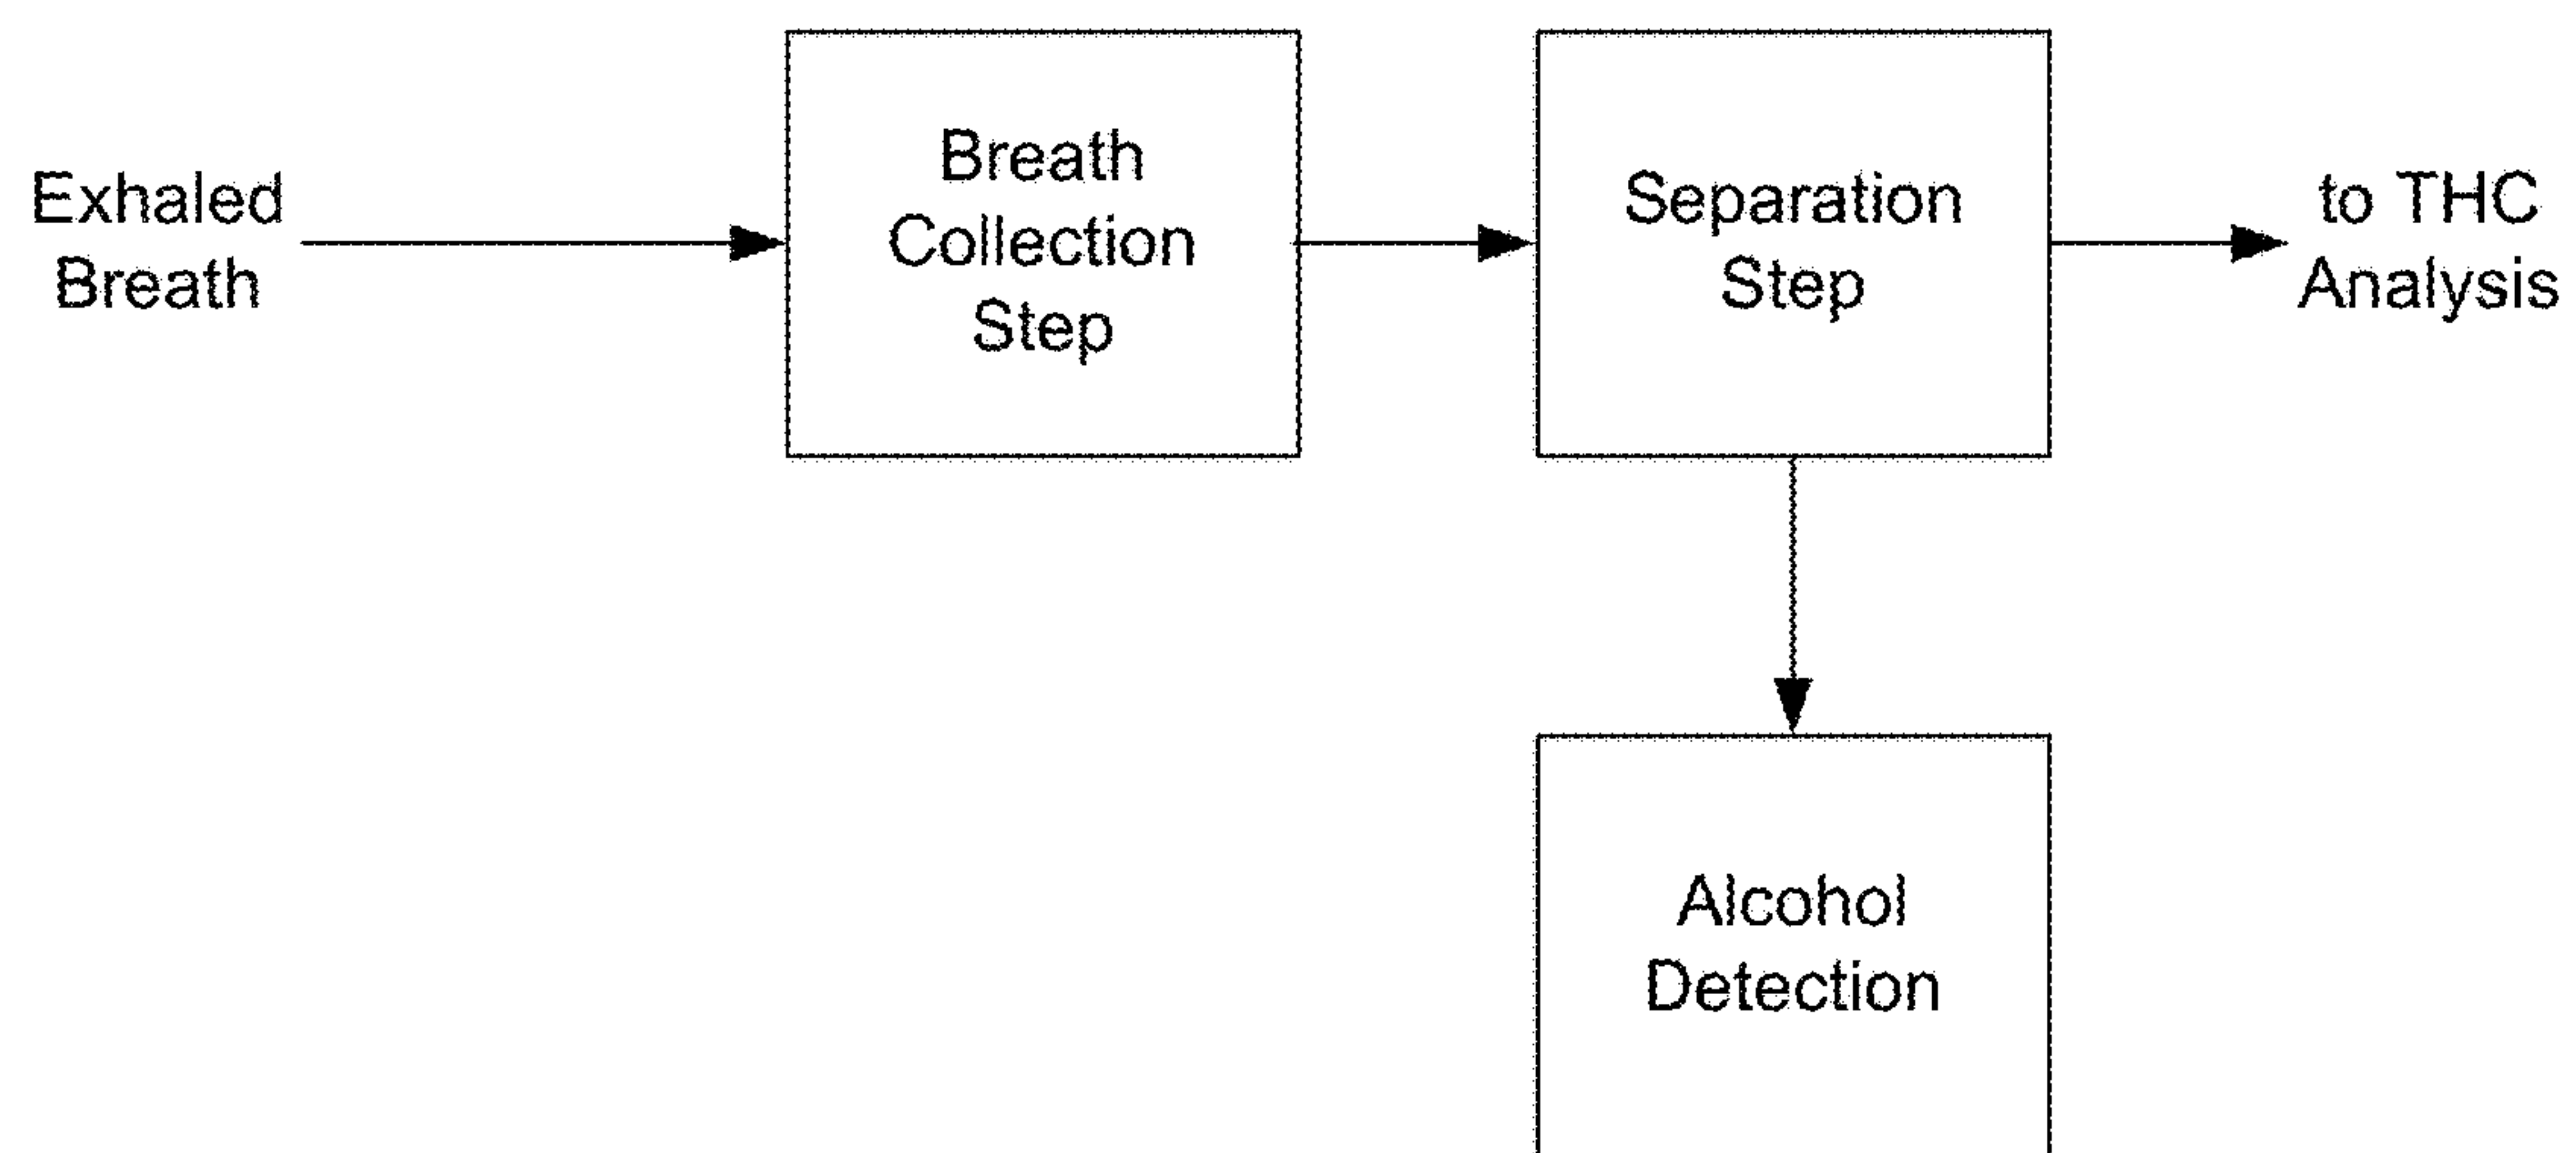 Exhaled
Breath
Breath
Collection
Step
Separation
Step
to THC
Analysis
Alcohol
Detection